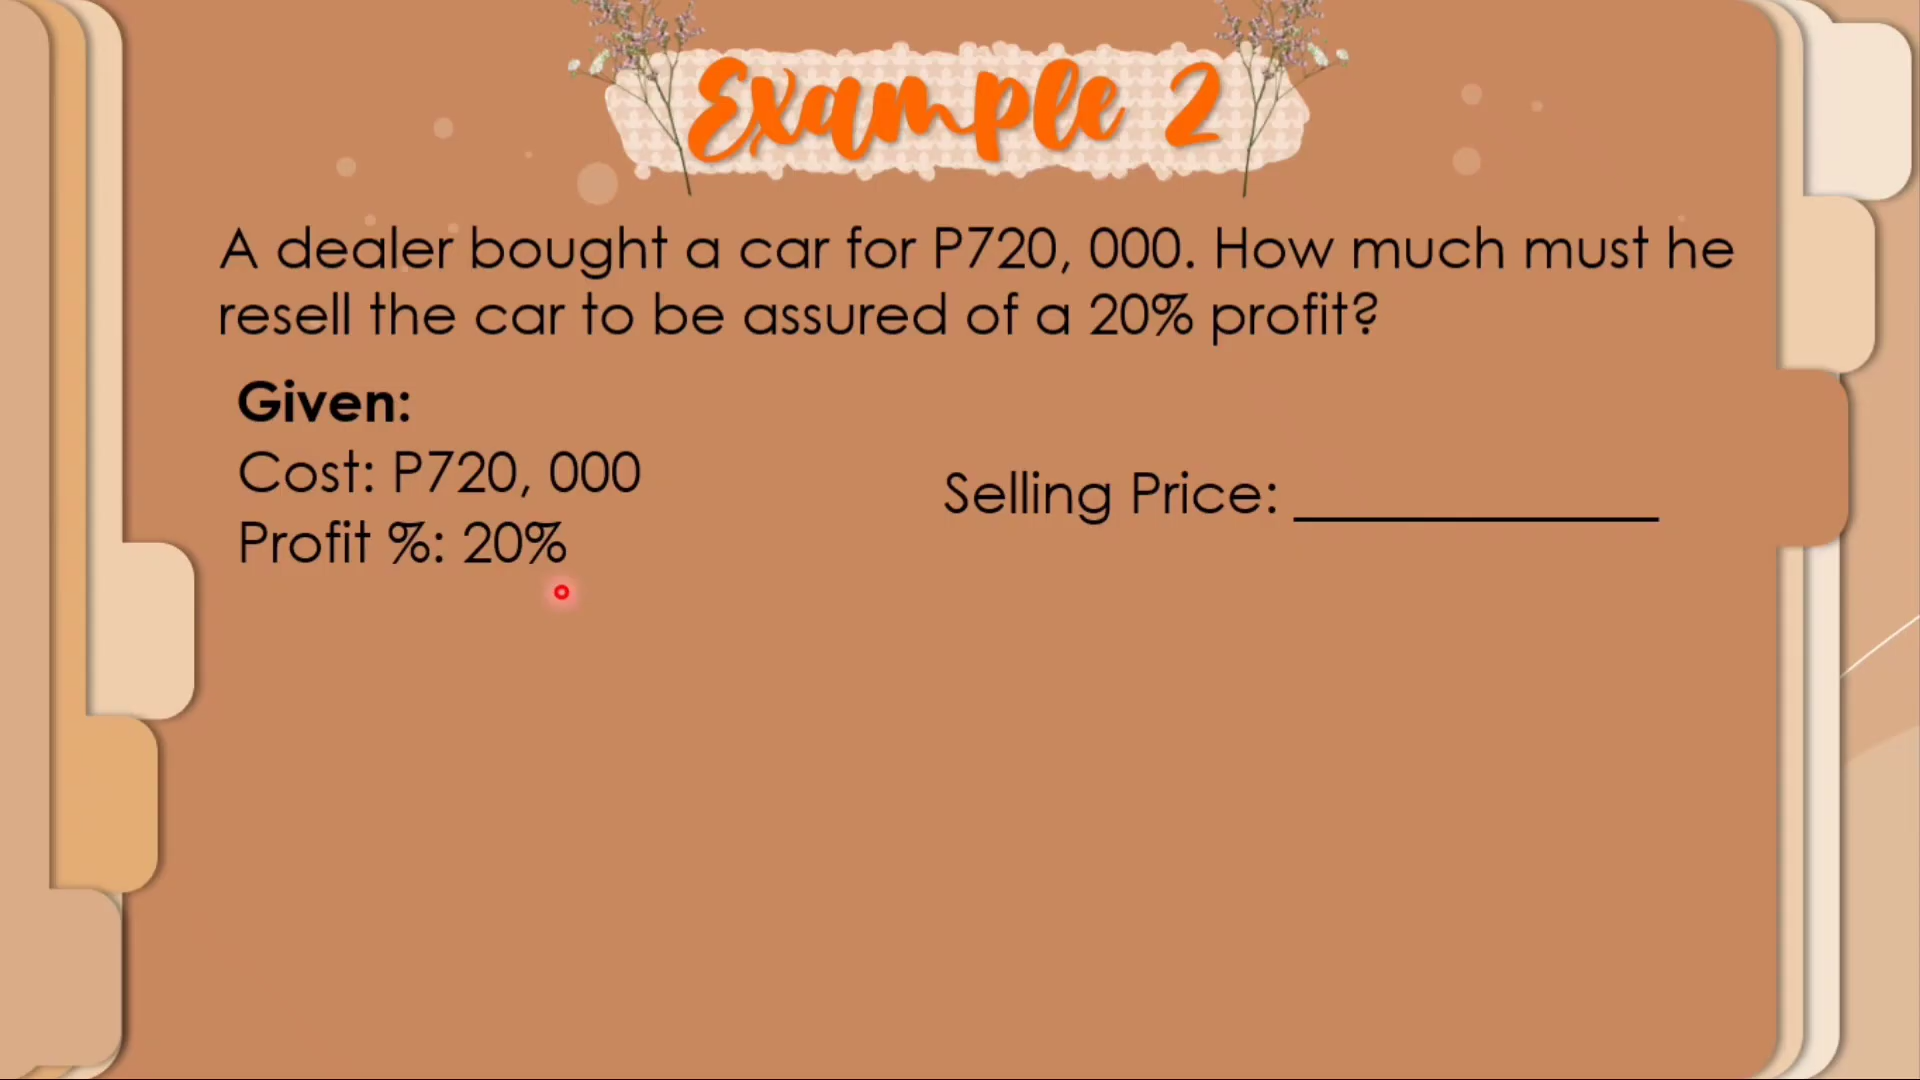 Example 2
A dealer bought a car for P720, 000. How much must he
resell the car to be assured of a 20% profit?
Given:
Cost: P720, 000
Profit %: 20%
Selling Price: _____________